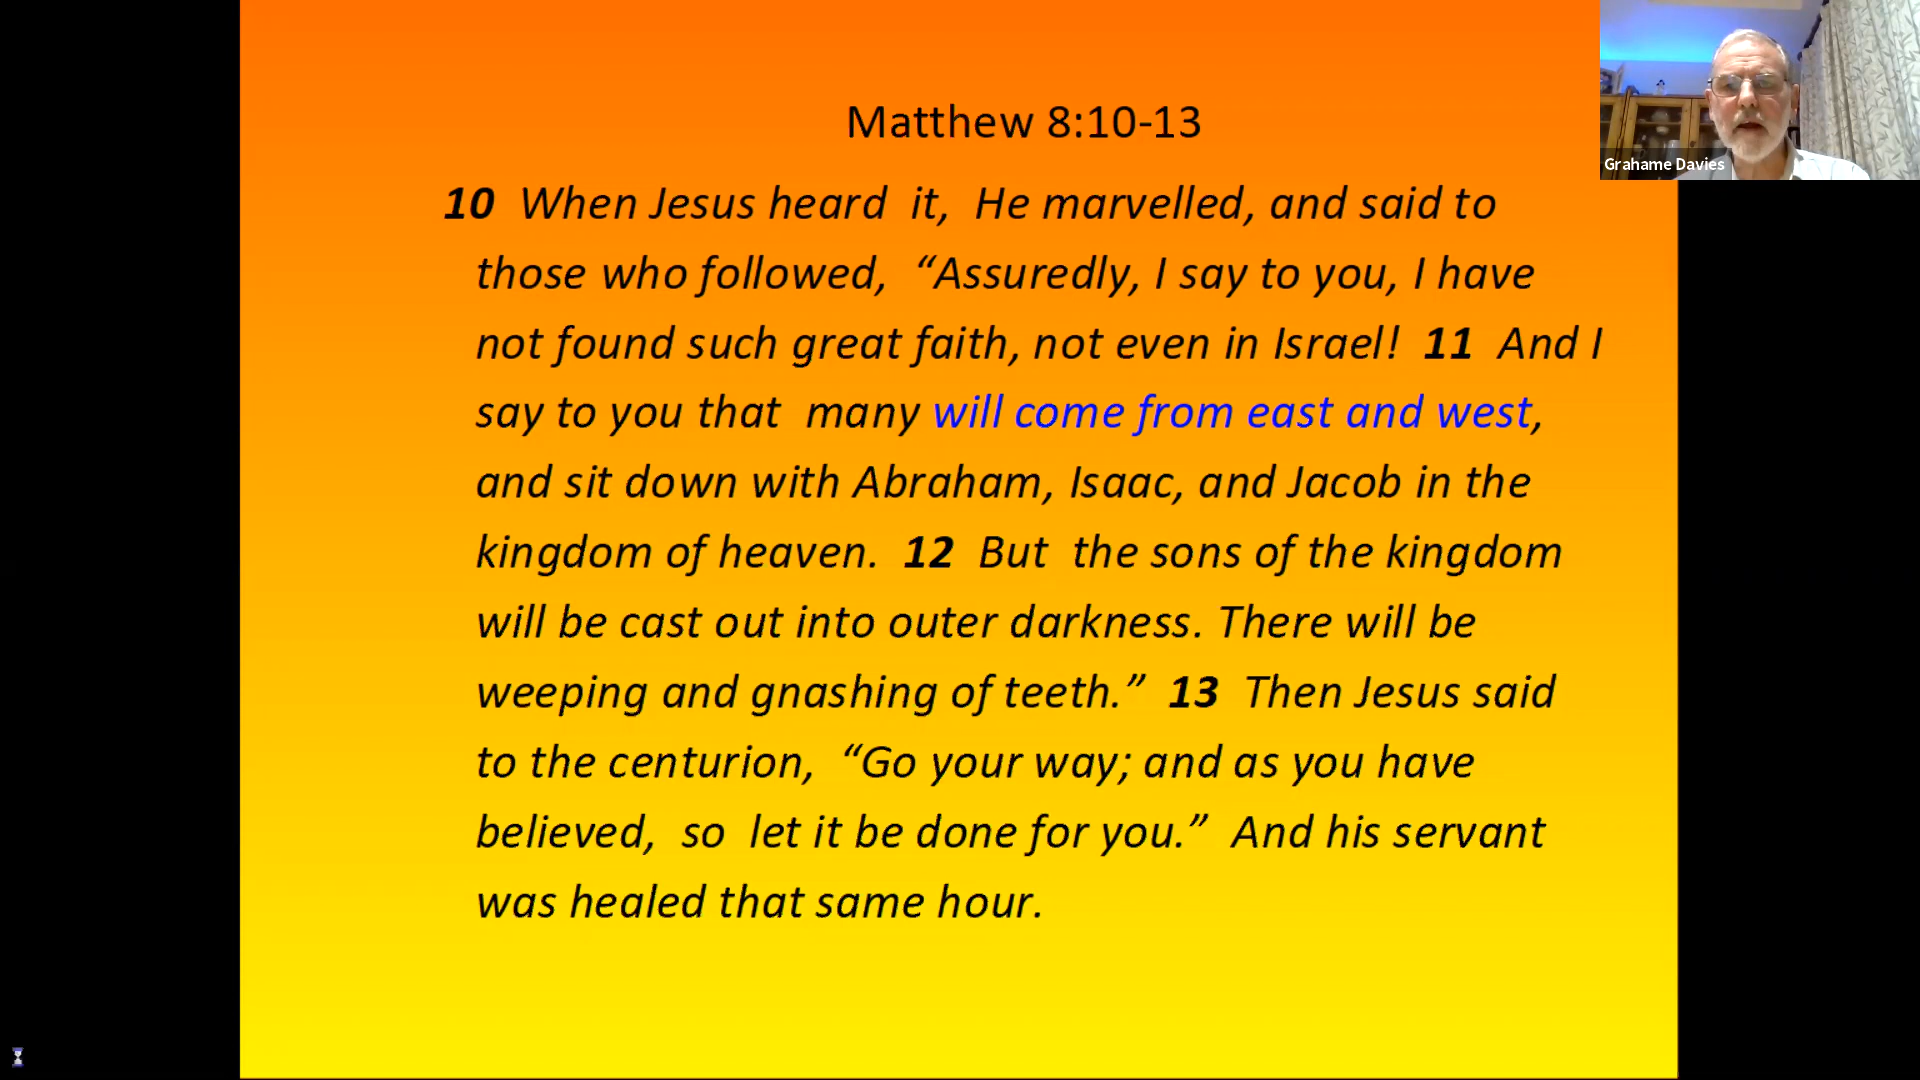 Matthew 8:10-13
10 When Jesus heard it, He marvelled, and said to
those who followed, “Assuredly, I say to you, I have
not found such great faith, not even in Israel! 11 And I
say to you that many will come from east and west,
and sit down with Abraham, Isaac, and Jacob in the
kingdom of heaven. 12 But the sons of the kingdom
will be cast out into outer darkness. There will be
weeping and gnashing of teeth.” 13 Then Jesus said
to the centurion, “Go your way; and as you have
believed, so let it be done for you.” And his servant
was healed that same hour.
Grahame Davies